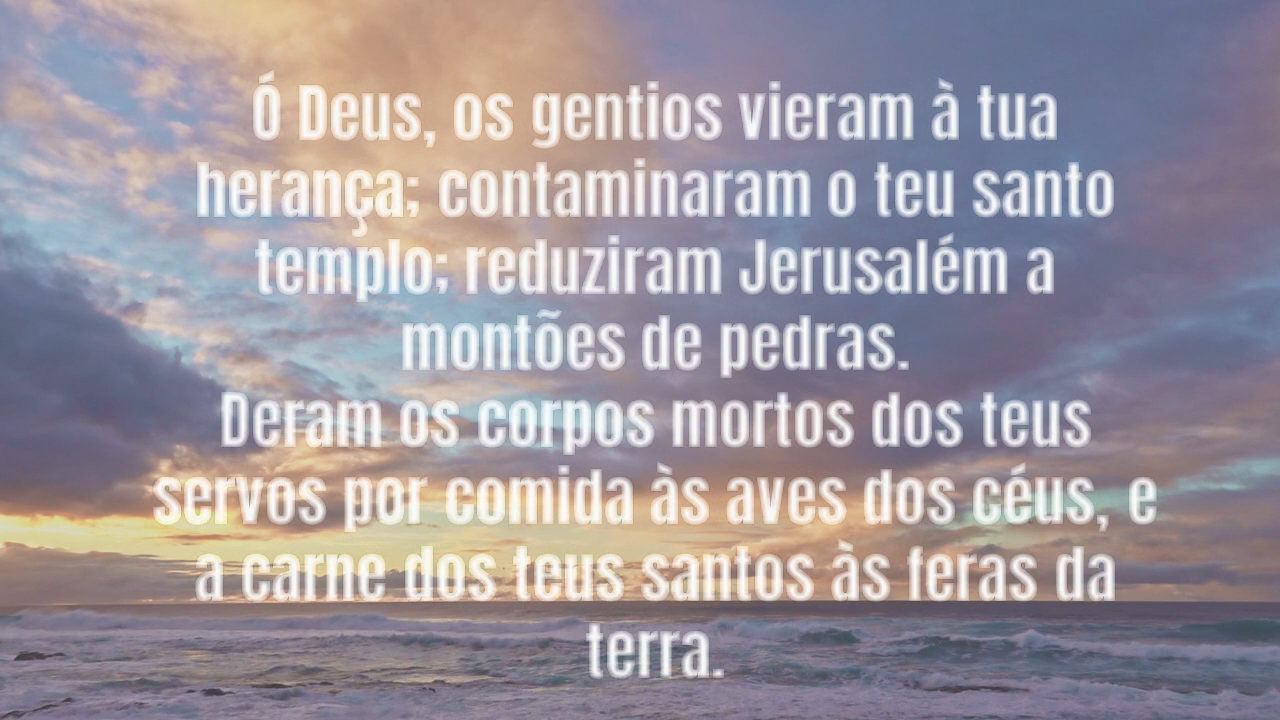 Ó Deus, os gentios vieram à tua
herança; contaminaram o teu santo
templo; reduziram Jerusalém a
montões de pedras.
Deram os corpos mortos dos teus
servos por comida às aves dos céus, e
a carne dos teus santos às feras da
terra.